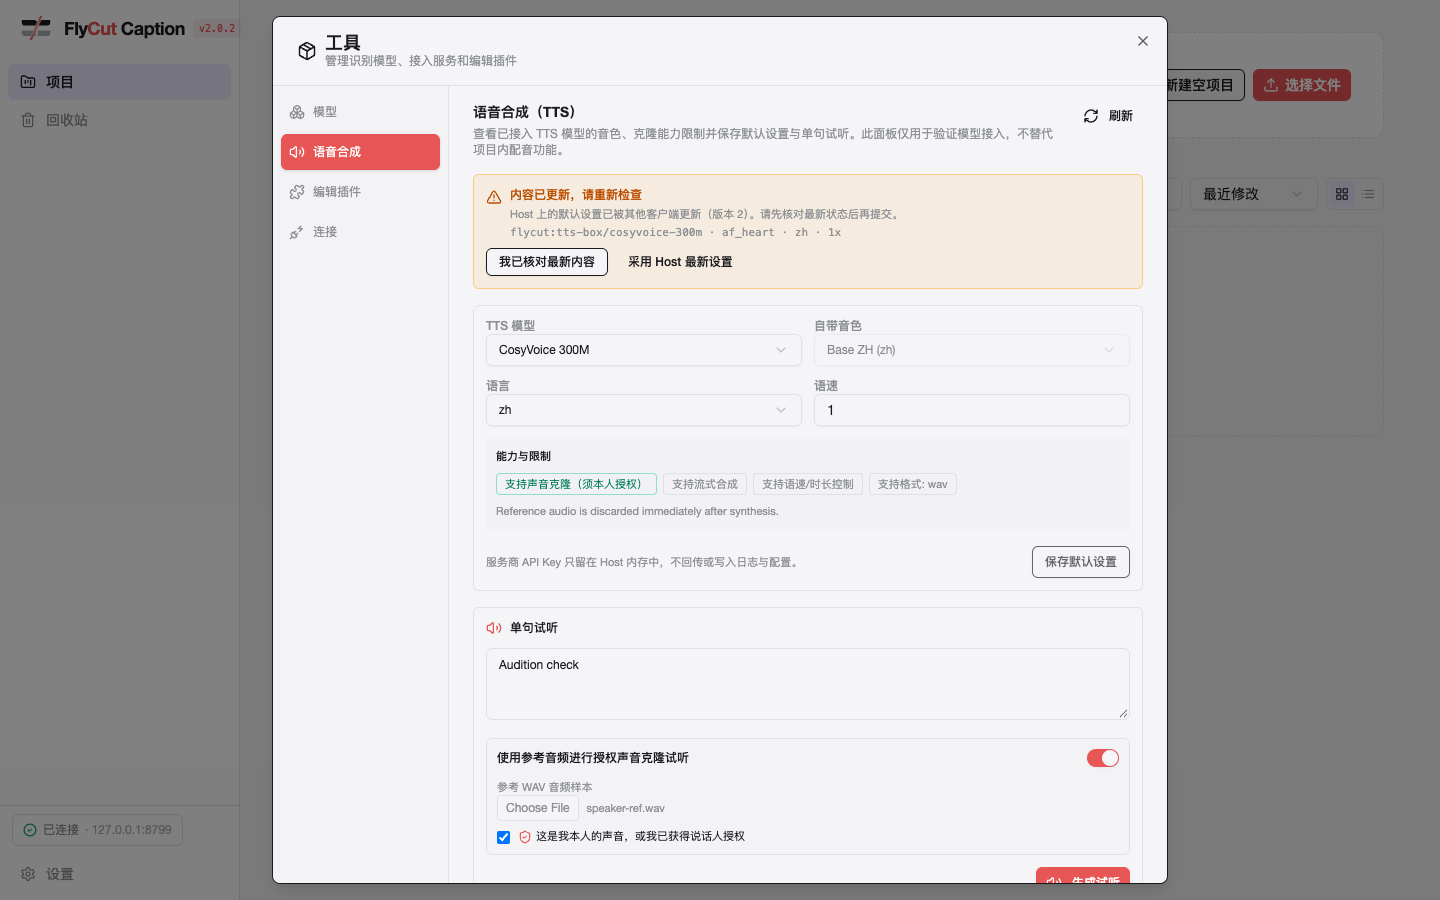 FlyCut Caption v2.0.2
项目
回收站
已连接 · 127.0.0.1:8799
设置
新建空项目
选择文件
最近修改
工具
管理识别模型、接入服务和编辑插件
模型
语音合成
编辑插件
连接
语音合成（TTS）
刷新
查看已接入 TTS 模型的音色、克隆能力限制并保存默认设置与单句试听。此面板仅用于验证模型接入，不替代
项目内配音功能。
内容已更新，请重新检查
Host 上的默认设置已被其他客户端更新（版本 2）。请先核对最新状态后再提交。
flycut:tts-box/cosyvoice-300m · af_heart · zh · 1x
我已核对最新内容
采用 Host 最新设置
TTS 模型
自带音色
CosyVoice 300M
Base ZH (zh)
语言
语速
zh
1
能力与限制
支持声音克隆（须本人授权）
支持流式合成
支持语速/时长控制
支持格式: wav
Reference audio is discarded immediately after synthesis.
服务商 API Key 只留在 Host 内存中，不回传或写入日志与配置。
保存默认设置
单句试听
Audition check
使用参考音频进行授权声音克隆试听
参考 WAV 音频样本
Choose File speaker-ref.wav
这是我本人的声音，或我已获得说话人授权
生成试听